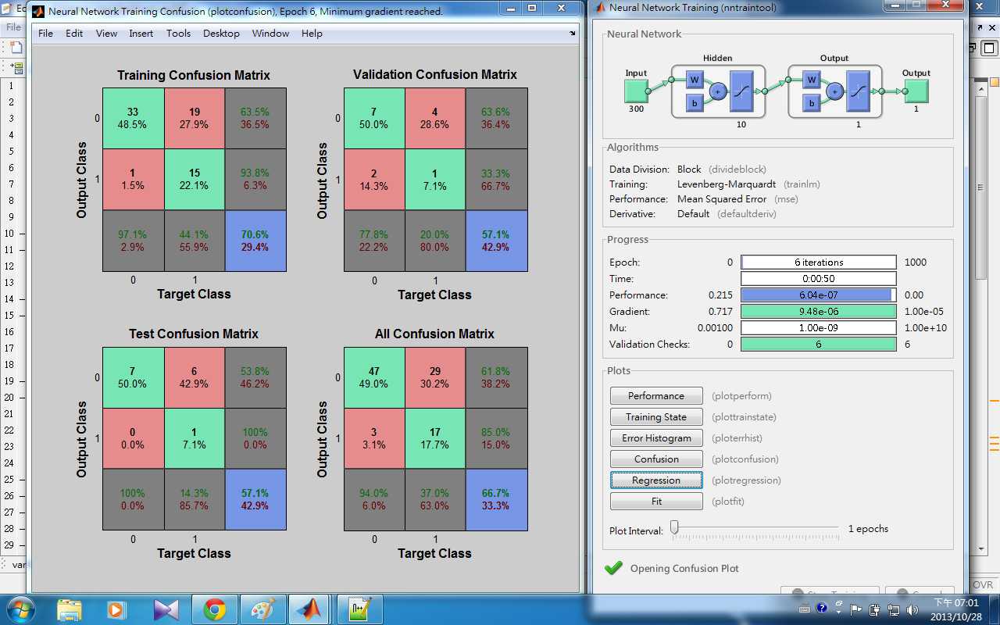 Neural Network Training Confusion (plotconfusion), Epoch 6, Minimum gradient reached.
File Edit View Insert Tools Desktop Window Help
Training Confusion Matrix
33 19 63.5%
0
48.5% 27.9% 36.5%
1 15 93.8%
1
1.5% 22.1% 6.3%
97.1% 44.1% 70.6%
2.9% 55.9% 29.4%
0 1
Output Class
Target Class
Validation Confusion Matrix
7 4 63.6%
0
50.0% 28.6% 36.4%
2 1 33.3%
1
14.3% 7.1% 66.7%
77.8% 20.0% 57.1%
22.2% 80.0% 42.9%
0 1
Output Class
Target Class
Test Confusion Matrix
7 6 53.8%
0
50.0% 42.9% 46.2%
0 1 100%
1
0.0% 7.1% 0.0%
100% 14.3% 57.1%
0.0% 85.7% 42.9%
0 1
Output Class
Target Class
All Confusion Matrix
47 29 61.8%
0
49.0% 30.2% 38.2%
3 17 85.0%
1
3.1% 17.7% 15.0%
94.0% 37.0% 66.7%
6.0% 63.0% 33.3%
0 1
Output Class
Target Class
Neural Network Training (nntraintool)
Neural Network
Hidden Output
Input Output
W W
+ +
b b
300 10 1 1
Algorithms
Data Division: Block (divideblock)
Training: Levenberg-Marquardt (trainlm)
Performance: Mean Squared Error (mse)
Derivative: Default (defaultderiv)
Progress
Epoch: 0 6 iterations 1000
Time: 0:00:50
Performance: 0.215 6.04e-07 0.00
Gradient: 0.717 9.48e-06 1.00e-05
Mu: 0.00100 1.00e-09 1.00e+10
Validation Checks: 0 6 6
Plots
Performance (plotperform)
Training State (plottrainstate)
Error Histogram (ploterrhist)
Confusion (plotconfusion)
Regression (plotregression)
Fit (plotfit)
Plot Interval: 1 epochs
Opening Confusion Plot
File
1
2
3
4
5
6
7
8
9
10
11
12
13
14
15
16
17
18
19
20
21
22
23
24
25
26
27
28
29
var
OVR
下午 07:01
2013/10/28